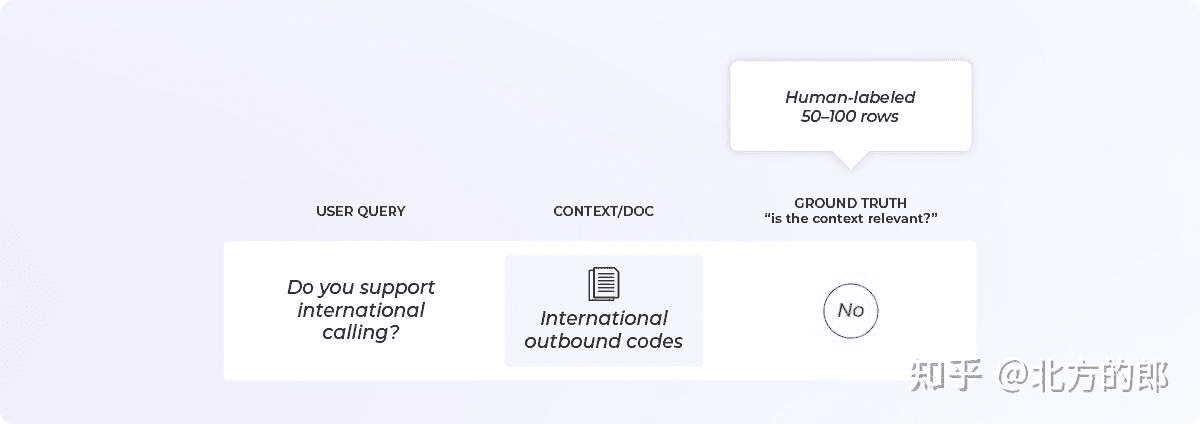 Human-labeled
50–100 rows
USER QUERY
CONTEXT/DOC
GROUND TRUTH
“is the context relevant?”
Do you support
international
calling?
International
outbound codes
No
知乎 @北方的郎